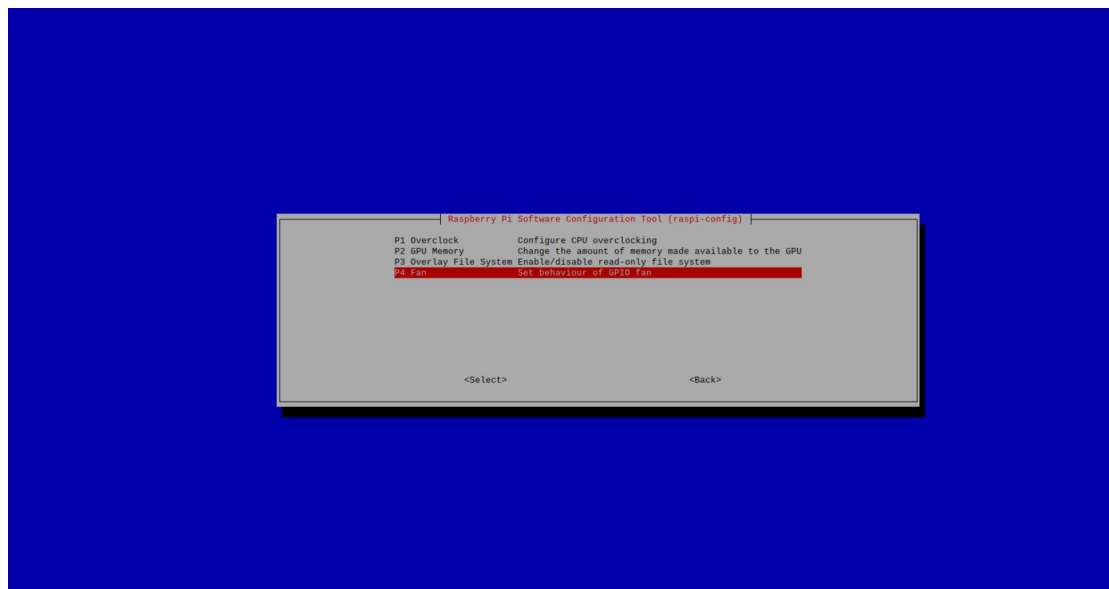 Raspberry Pi Software Configuration Tool (raspi-config)
P1 Overclock Configure CPU overclocking
P2 GPU Memory Change the amount of memory made available to the GPU
P3 Overlay File System Enable/disable read-only file system
P4 Fan Set behaviour of GPIO fan
<Select> <Back>